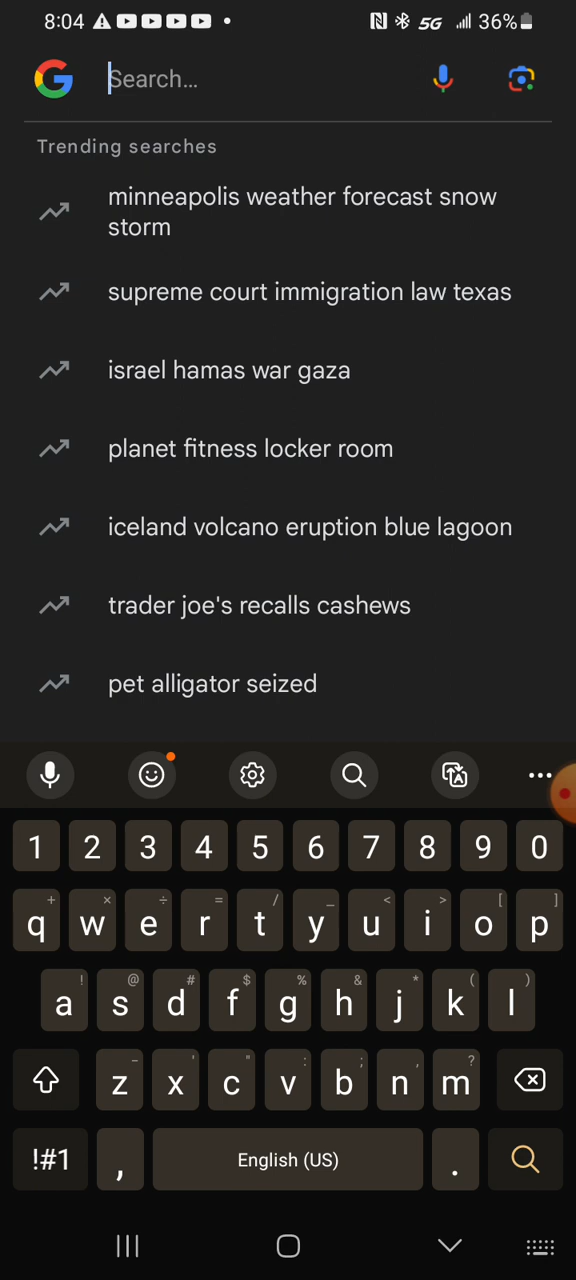 8:04 5G 36%
G Search...
Trending searches
minneapolis weather forecast snow
storm
supreme court immigration law texas
israel hamas war gaza
planet fitness locker room
iceland volcano eruption blue lagoon
trader joe's recalls cashews
pet alligator seized
1 2 3 4 5 6 7 8 9 0
+ × ÷ = / _ < > [ ]
q w e r t y u i o p
! @ # $ % & * ( )
a s d f g h j k l
- ' " : ; , ?
z x c v b n m
!#1 , English (US) .